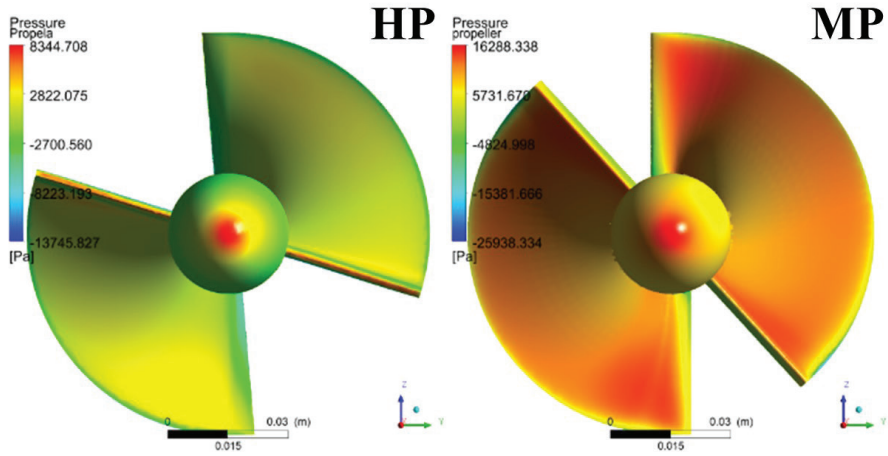 HP
Pressure
Propela
8344.708
2822.075
-2700.560
-8223.193
-13745.827
[Pa]
0
0.03 (m)
0.015
Z
Y
MP
Pressure
propeller
16288.338
5731.670
-4824.998
-15381.666
-25938.334
[Pa]
0
0.03 (m)
0.015
Z
Y